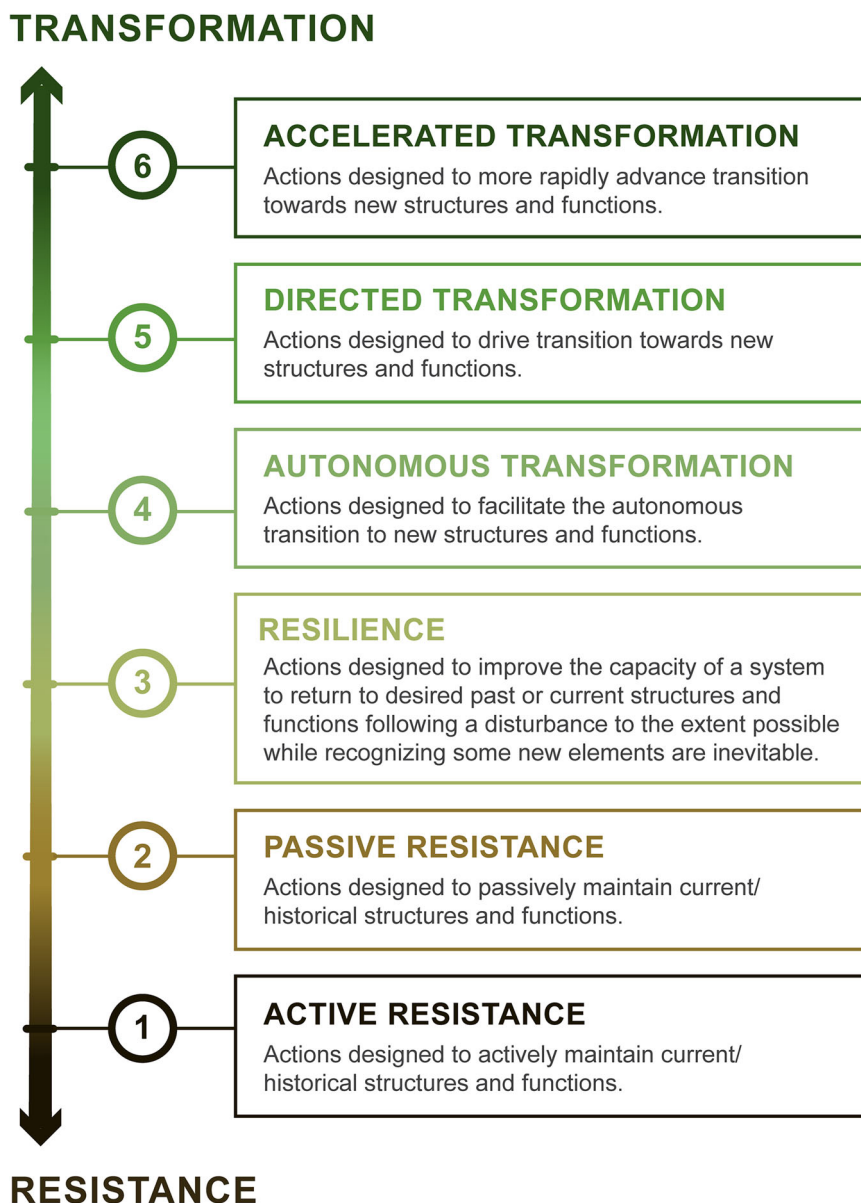 TRANSFORMATION
6
ACCELERATED TRANSFORMATION
Actions designed to more rapidly advance transition
towards new structures and functions.
5
DIRECTED TRANSFORMATION
Actions designed to drive transition towards new
structures and functions.
4
AUTONOMOUS TRANSFORMATION
Actions designed to facilitate the autonomous
transition to new structures and functions.
3
RESILIENCE
Actions designed to improve the capacity of a system
to return to desired past or current structures and
functions following a disturbance to the extent possible
while recognizing some new elements are inevitable.
2
PASSIVE RESISTANCE
Actions designed to passively maintain current/
historical structures and functions.
1
ACTIVE RESISTANCE
Actions designed to actively maintain current/
historical structures and functions.
RESISTANCE